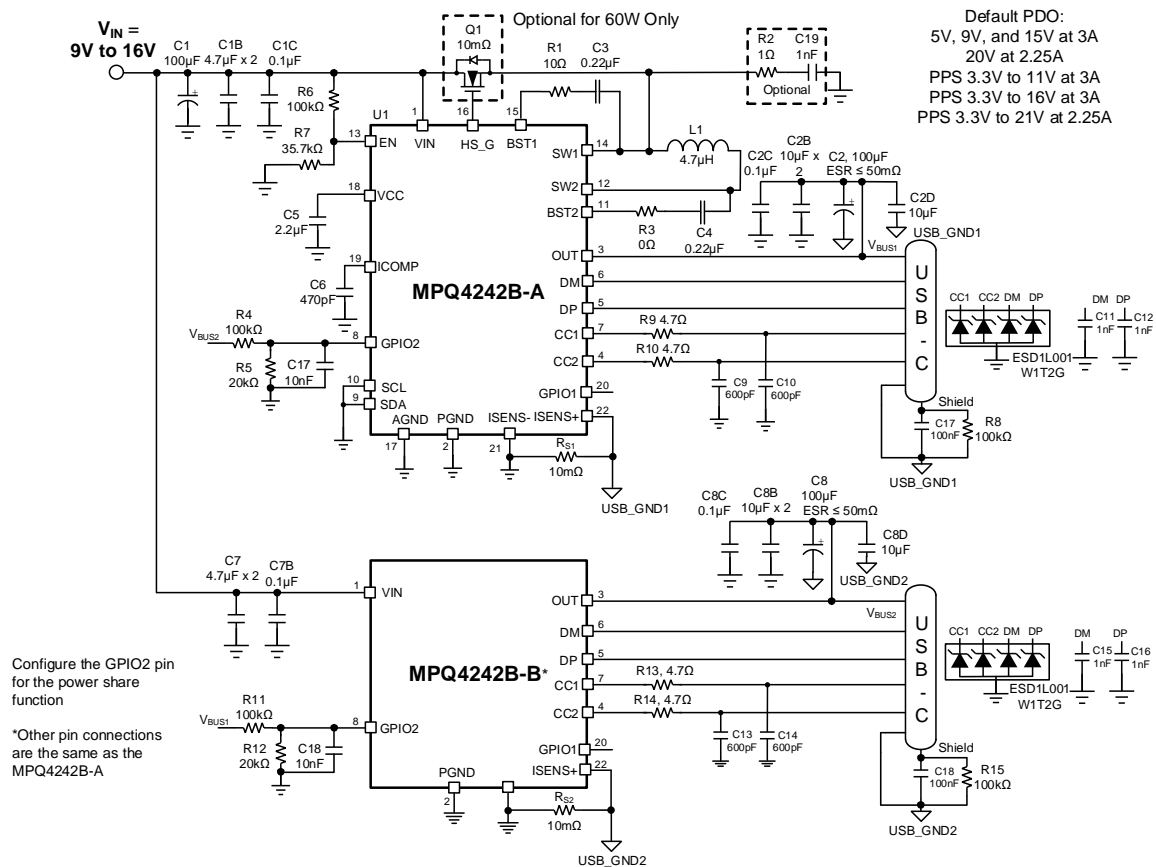 VIN =
9V to 16V
C1
100µF
C1B
4.7µF x 2
C1C
0.1µF
Q1
10mΩ
Optional for 60W Only
R1
10Ω
C3
0.22µF
R2
1Ω
C19
1nF
Optional
Default PDO:
5V, 9V, and 15V at 3A
20V at 2.25A
PPS 3.3V to 11V at 3A
PPS 3.3V to 16V at 3A
PPS 3.3V to 21V at 2.25A
R6
100kΩ
R7
35.7kΩ
U1
13
EN
1
VIN
16
HS_G
15
BST1
SW1
14
SW2
12
BST2
11
L1
4.7µH
R3
0Ω
C4
0.22µF
C2C
0.1µF
C2B
10µF x
2
C2, 100µF
ESR ≤ 50mΩ
C2D
10µF
USB_GND1
18
VCC
C5
2.2µF
19
ICOMP
C6
470pF
MPQ4242B-A
OUT
3
VBUS1
DM
6
DP
5
CC1
7
R9 4.7Ω
CC2
4
R10 4.7Ω
C9
600pF
C10
600pF
U
S
B
-
C
CC1 CC2 DM DP
ESD1L001
W1T2G
DM DP
C11
1nF
C12
1nF
VBUS2
R4
100kΩ
8
GPIO2
R5
20kΩ
C17
10nF
10
SCL
9
SDA
GPIO1
20
AGND
17
PGND
2
ISENS-
21
ISENS+
22
RS1
10mΩ
USB_GND1
Shield
C17
100nF
R8
100kΩ
USB_GND1
C7
4.7µF x 2
C7B
0.1µF
1
VIN
C8C
0.1µF
C8B
10µF x 2
C8
100µF
ESR ≤ 50mΩ
C8D
10µF
USB_GND2
MPQ4242B-B*
OUT
3
VBUS2
DM
6
DP
5
CC1
7
R13, 4.7Ω
CC2
4
R14, 4.7Ω
C13
600pF
C14
600pF
U
S
B
-
C
CC1 CC2 DM DP
ESD1L001
W1T2G
DM DP
C15
1nF
C16
1nF
Configure the GPIO2 pin
for the power share
function
*Other pin connections
are the same as the
MPQ4242B-A
VBUS1
R11
100kΩ
8
GPIO2
R12
20kΩ
C18
10nF
GPIO1
20
PGND
2
ISENS+
22
RS2
10mΩ
USB_GND2
Shield
C18
100nF
R15
100kΩ
USB_GND2